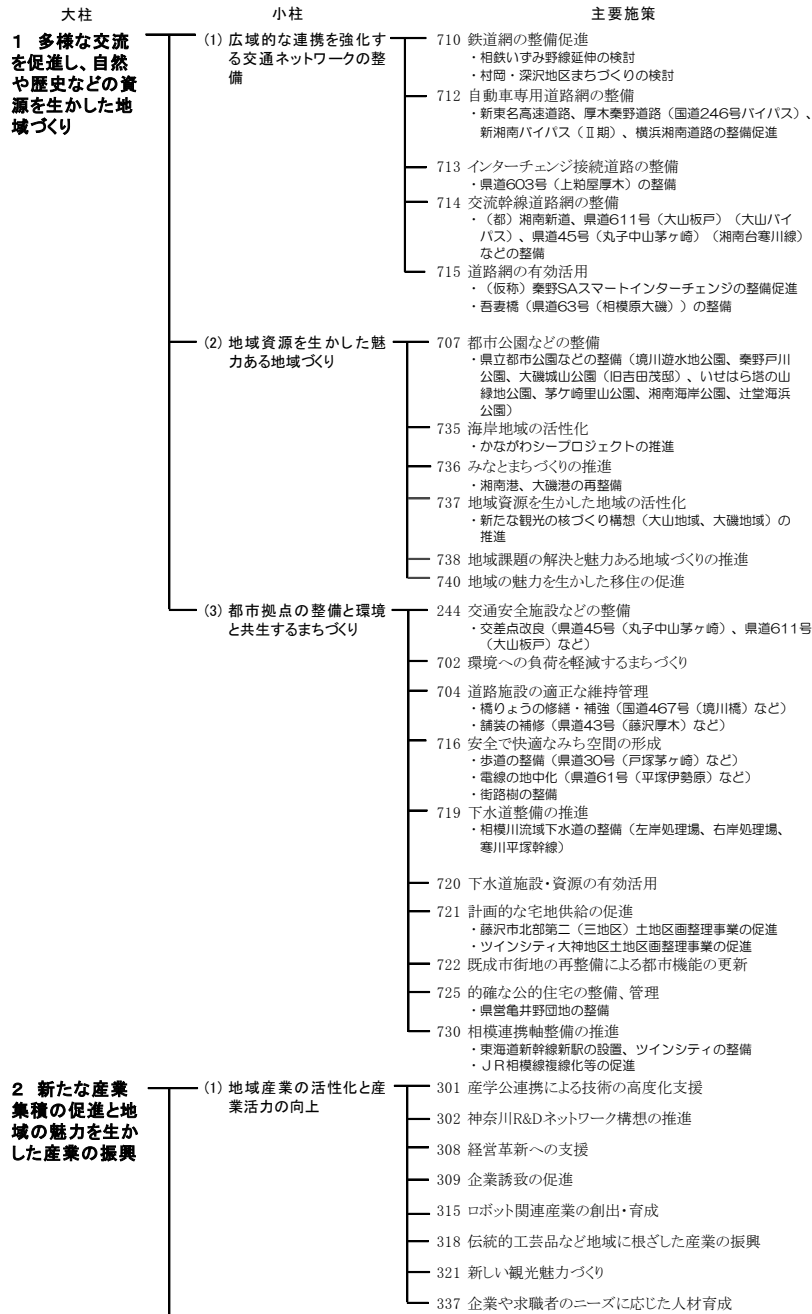 大柱 小柱 主要施策
1 多様な交流
を促進し、自然
や歴史などの資
源を生かした地
域づくり
(1) 広域的な連携を強化す
る交通ネットワークの整
備
710 鉄道網の整備促進
・相鉄いずみ野線延伸の検討
・村岡・深沢地区まちづくりの検討
712 自動車専用道路網の整備
・新東名高速道路、厚木秦野道路（国道246号バイパス）、
新湘南バイパス（Ⅱ期）、横浜湘南道路の整備促進
713 インターチェンジ接続道路の整備
・県道603号（上粕屋厚木）の整備
714 交流幹線道路網の整備
・（都）湘南新道、県道611号（大山板戸）（大山バイ
パス）、県道45号（丸子中山茅ヶ崎）（湘南台寒川線）
などの整備
715 道路網の有効活用
・（仮称）秦野SAスマートインターチェンジの整備促進
・吾妻橋（県道63号（相模原大磯））の整備
(2) 地域資源を生かした魅
力ある地域づくり
707 都市公園などの整備
・県立都市公園などの整備（境川遊水地公園、秦野戸川
公園、大磯城山公園（旧吉田茂邸）、いせはら塔の山
緑地公園、茅ケ崎里山公園、湘南海岸公園、辻堂海浜
公園）
735 海岸地域の活性化
・かながわシープロジェクトの推進
736 みなとまちづくりの推進
・湘南港、大磯港の再整備
737 地域資源を生かした地域の活性化
・新たな観光の核づくり構想（大山地域、大磯地域）の
推進
738 地域課題の解決と魅力ある地域づくりの推進
740 地域の魅力を生かした移住の促進
(3) 都市拠点の整備と環境
と共生するまちづくり
244 交通安全施設などの整備
・交差点改良（県道45号（丸子中山茅ヶ崎）、県道611号
（大山板戸）など）
702 環境への負荷を軽減するまちづくり
704 道路施設の適正な維持管理
・橋りょうの修繕・補強（国道467号（境川橋）など）
・舗装の補修（県道43号（藤沢厚木）など）
716 安全で快適なみち空間の形成
・歩道の整備（県道30号（戸塚茅ヶ崎）など）
・電線の地中化（県道61号（平塚伊勢原）など）
・街路樹の整備
719 下水道整備の推進
・相模川流域下水道の整備（左岸処理場、右岸処理場、
寒川平塚幹線）
720 下水道施設・資源の有効活用
721 計画的な宅地供給の促進
・藤沢市北部第二（三地区）土地区画整理事業の促進
・ツインシティ大神地区土地区画整理事業の促進
722 既成市街地の再整備による都市機能の更新
725 的確な公的住宅の整備、管理
・県営亀井野団地の整備
730 相模連携軸整備の推進
・東海道新幹線新駅の設置、ツインシティの整備
・ＪＲ相模線複線化等の促進
2 新たな産業
集積の促進と地
域の魅力を生か
した産業の振興
(1) 地域産業の活性化と産
業活力の向上
301 産学公連携による技術の高度化支援
302 神奈川R&Dネットワーク構想の推進
308 経営革新への支援
309 企業誘致の促進
315 ロボット関連産業の創出・育成
318 伝統的工芸品など地域に根ざした産業の振興
321 新しい観光魅力づくり
337 企業や求職者のニーズに応じた人材育成